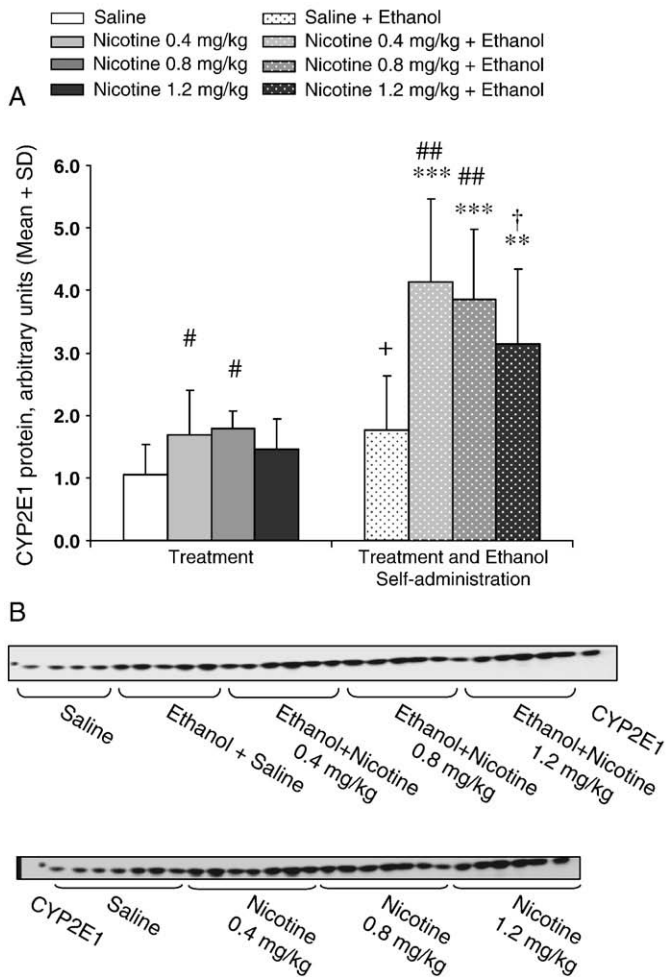 Saline
Saline + Ethanol
Nicotine 0.4 mg/kg
Nicotine 0.4 mg/kg + Ethanol
Nicotine 0.8 mg/kg
Nicotine 0.8 mg/kg + Ethanol
Nicotine 1.2 mg/kg
Nicotine 1.2 mg/kg + Ethanol
A
CYP2E1 protein, arbitrary units (Mean + SD)
6.0
5.0
4.0
3.0
2.0
1.0
0.0
#
#
+
##
***
##
***
†
**
Treatment
Treatment and Ethanol
Self-administration
B
Saline
Ethanol + Saline
Ethanol+Nicotine
0.4 mg/kg
Ethanol+Nicotine
0.8 mg/kg
Ethanol+Nicotine
1.2 mg/kg
CYP2E1
CYP2E1
Saline
Nicotine
0.4 mg/kg
Nicotine
0.8 mg/kg
Nicotine
1.2 mg/kg